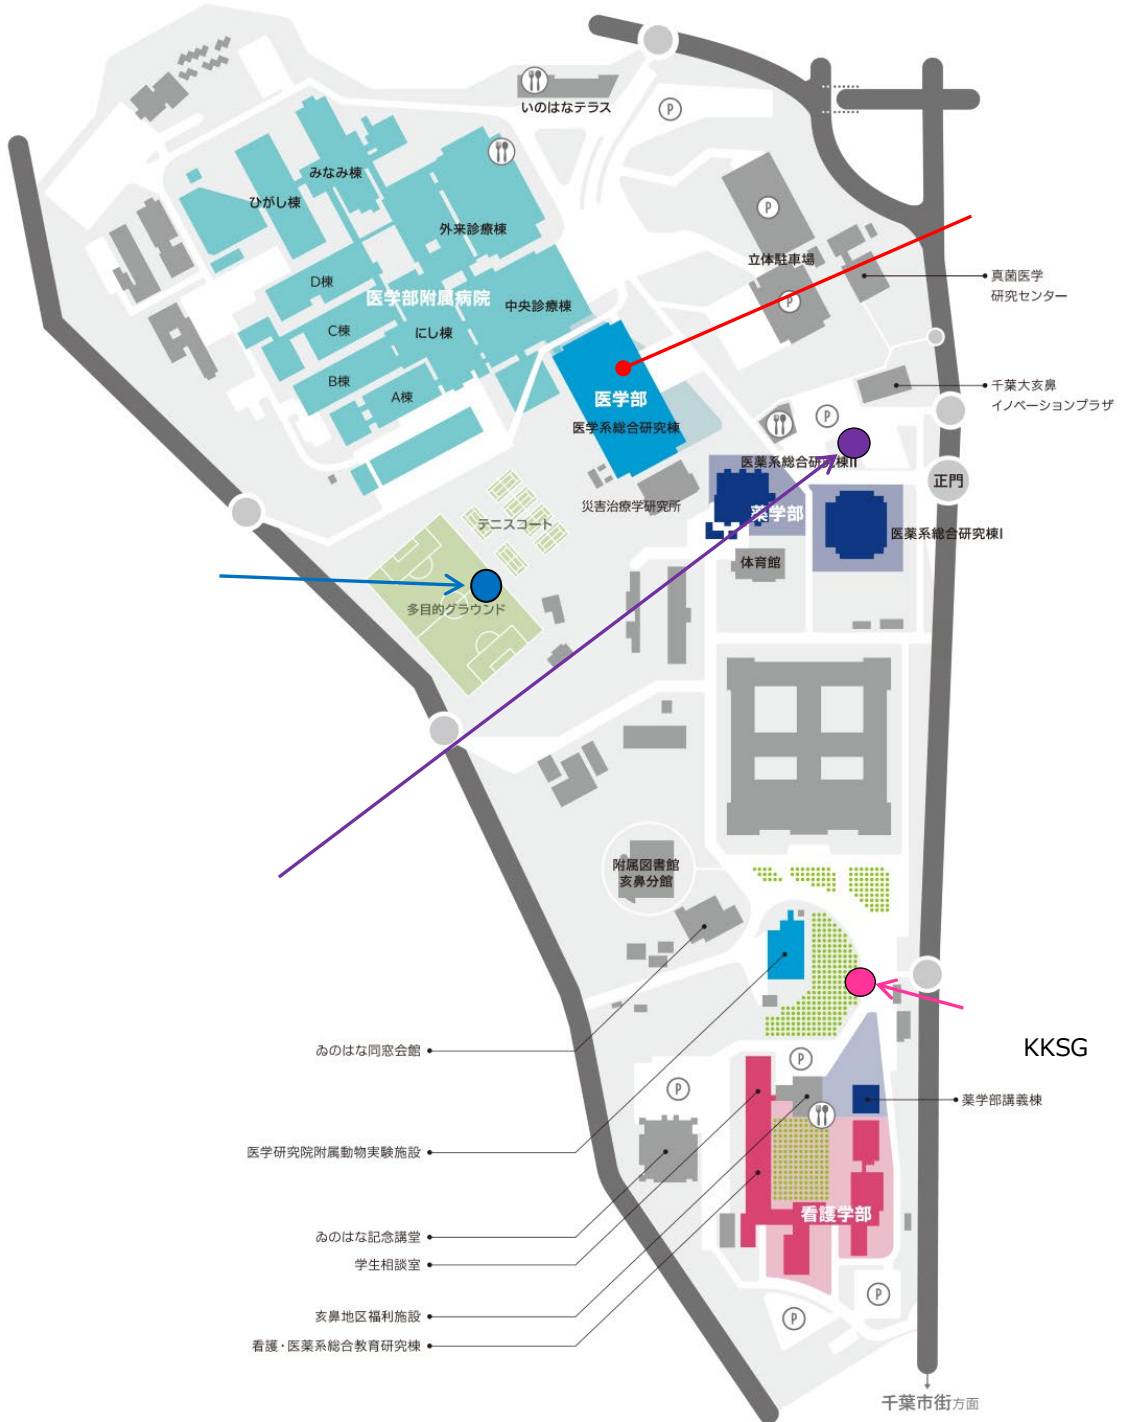 いのはなテラス
P
みなみ棟
ひがし棟
外来診療棟
P
立体駐車場
D棟
医学部附属病院
中央診療棟
P
真菌医学
研究センター
C棟
にし棟
B棟
A棟
医学部
医学系総合研究棟
千葉大亥鼻
イノベーションプラザ
P
医薬系総合研究棟II
正門
災害治療学研究所
薬学部
テニスコート
医薬系総合研究棟I
体育館
多目的グラウンド
附属図書館
亥鼻分館
ゐのはな同窓会館
KKSG
P
P
薬学部講義棟
医学研究院附属動物実験施設
看護学部
ゐのはな記念講堂
学生相談室
P
亥鼻地区福利施設
P
看護・医薬系総合教育研究棟
千葉市街方面